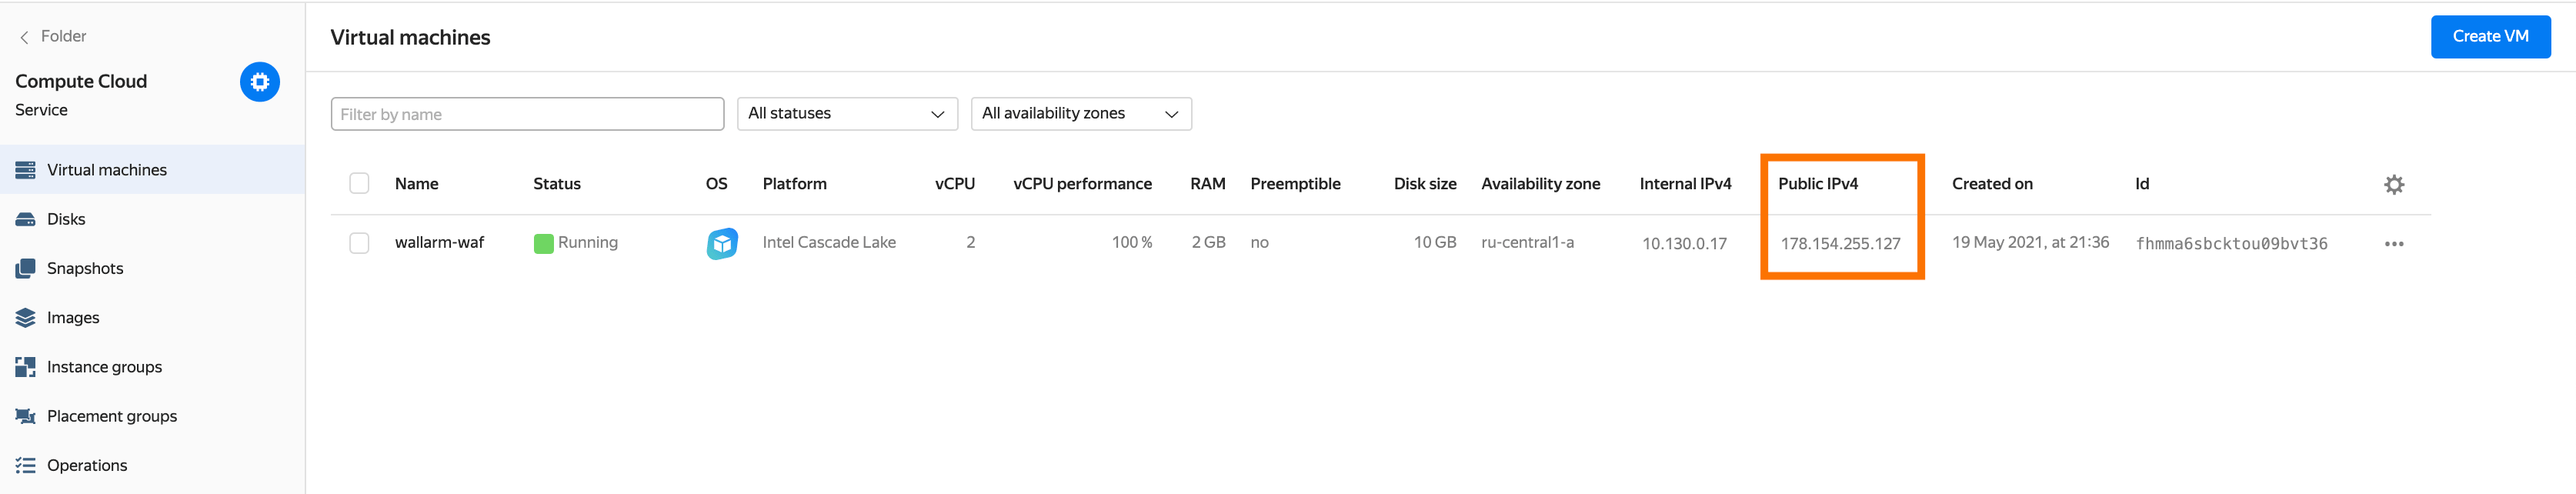 Folder
Compute Cloud
Service
Virtual machines
Disks
Snapshots
Images
Instance groups
Placement groups
Operations
Virtual machines
Create VM
Filter by name
All statuses
All availability zones
Name Status OS Platform vCPU vCPU performance RAM Preemptible Disk size Availability zone Internal IPv4 Public IPv4 Created on Id
wallarm-waf Running Intel Cascade Lake 2 100 % 2 GB no 10 GB ru-central1-a 10.130.0.17 178.154.255.127 19 May 2021, at 21:36 fhmma6sbcktou09bvt36